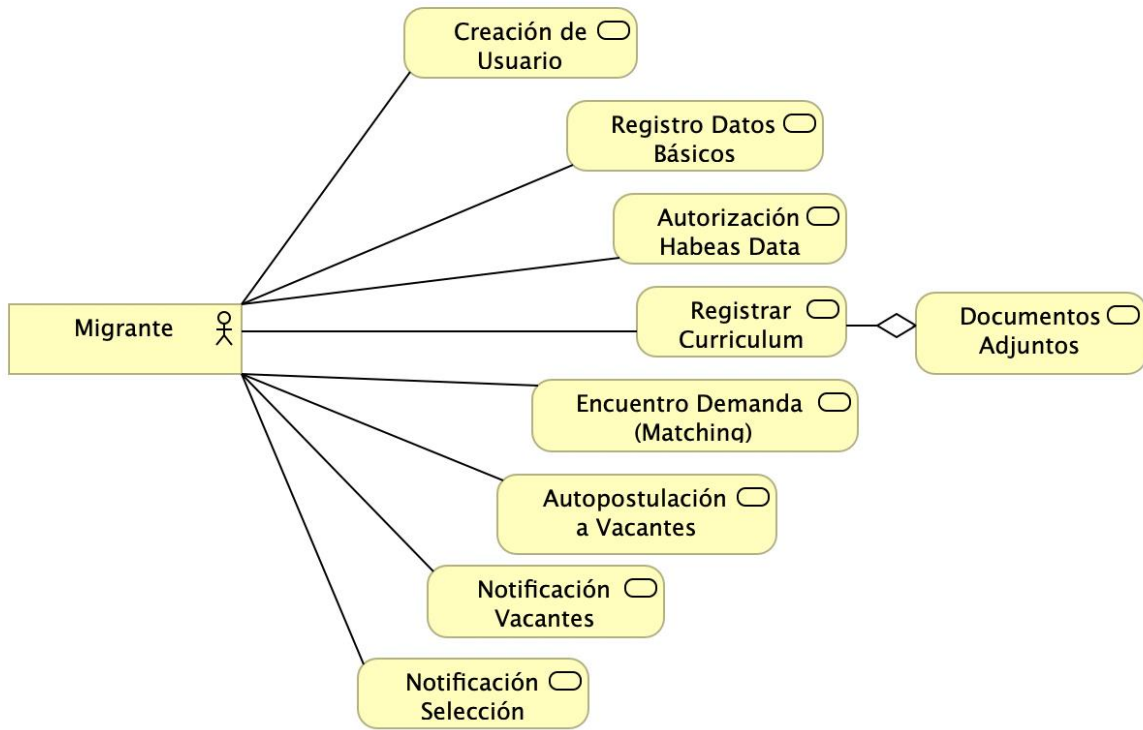 Creación de
Usuario
Registro Datos
Básicos
Autorización
Habeas Data
Migrante
Registrar
Curriculum
Documentos
Adjuntos
Encuentro Demanda
(Matching)
Autopostulación
a Vacantes
Notificación
Vacantes
Notificación
Selección